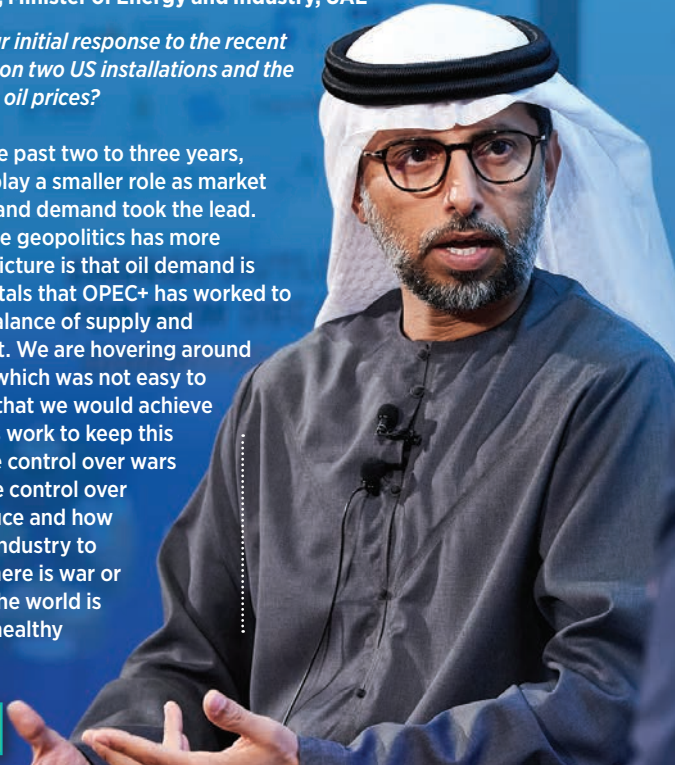 Minister of Energy and Industry, UAE
r initial response to the recent
on two US installations and the
oil prices?
e past two to three years,
play a smaller role as market
and demand took the lead.
e geopolitics has more
icture is that oil demand is
tals that OPEC+ has worked to
alance of supply and
t. We are hovering around
which was not easy to
that we would achieve
work to keep this
e control over wars
e control over
ce and how
ndustry to
here is war or
he world is
healthy